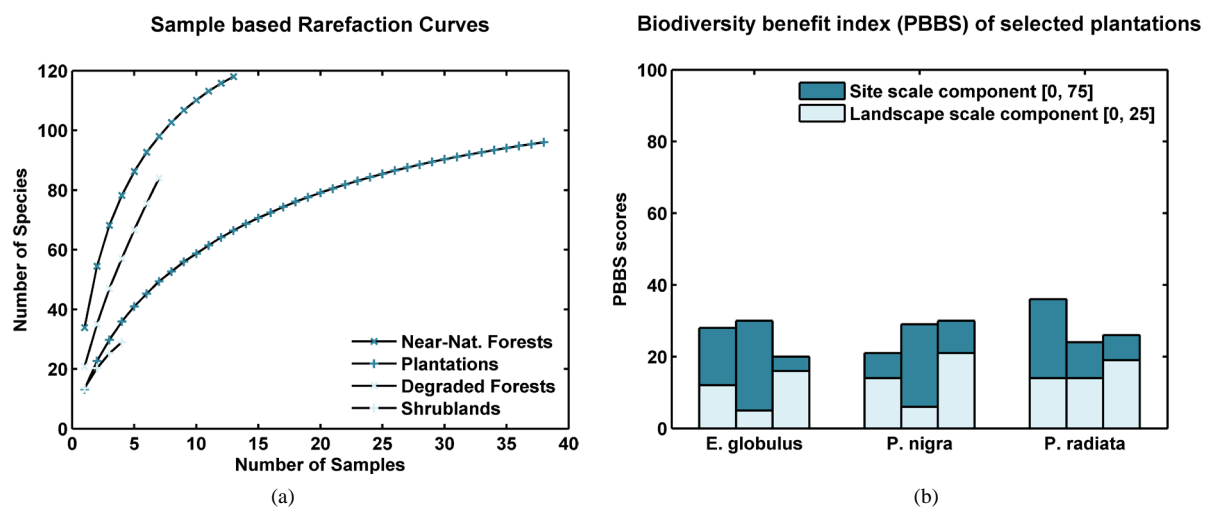 Sample based Rarefaction Curves
Number of Species
120
100
80
60
40
20
0
Near-Nat. Forests
Plantations
Degraded Forests
Shrublands
0 5 10 15 20 25 30 35 40
Number of Samples
(a)
Biodiversity benefit index (PBBS) of selected plantations
PBBS scores
100
80
60
40
20
0
Site scale component [0, 75]
Landscape scale component [0, 25]
E. globulus P. nigra P. radiata
(b)